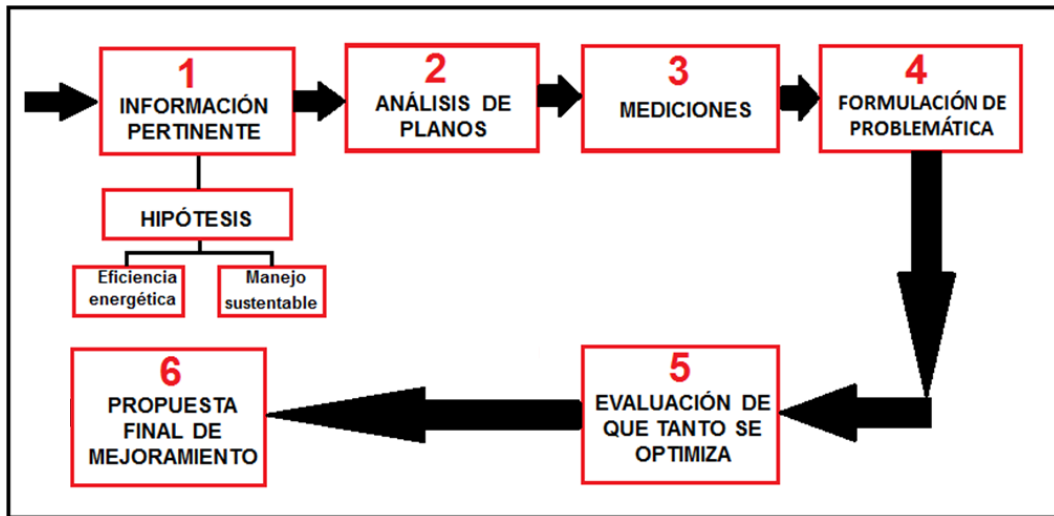 1
INFORMACIÓN
PERTINENTE
2
ANÁLISIS DE
PLANOS
3
MEDICIONES
4
FORMULACIÓN DE
PROBLEMÁTICA
HIPÓTESIS
Eficiencia
energética
Manejo
sustentable
5
EVALUACIÓN DE
QUE TANTO SE
OPTIMIZA
6
PROPUESTA
FINAL DE
MEJORAMIENTO